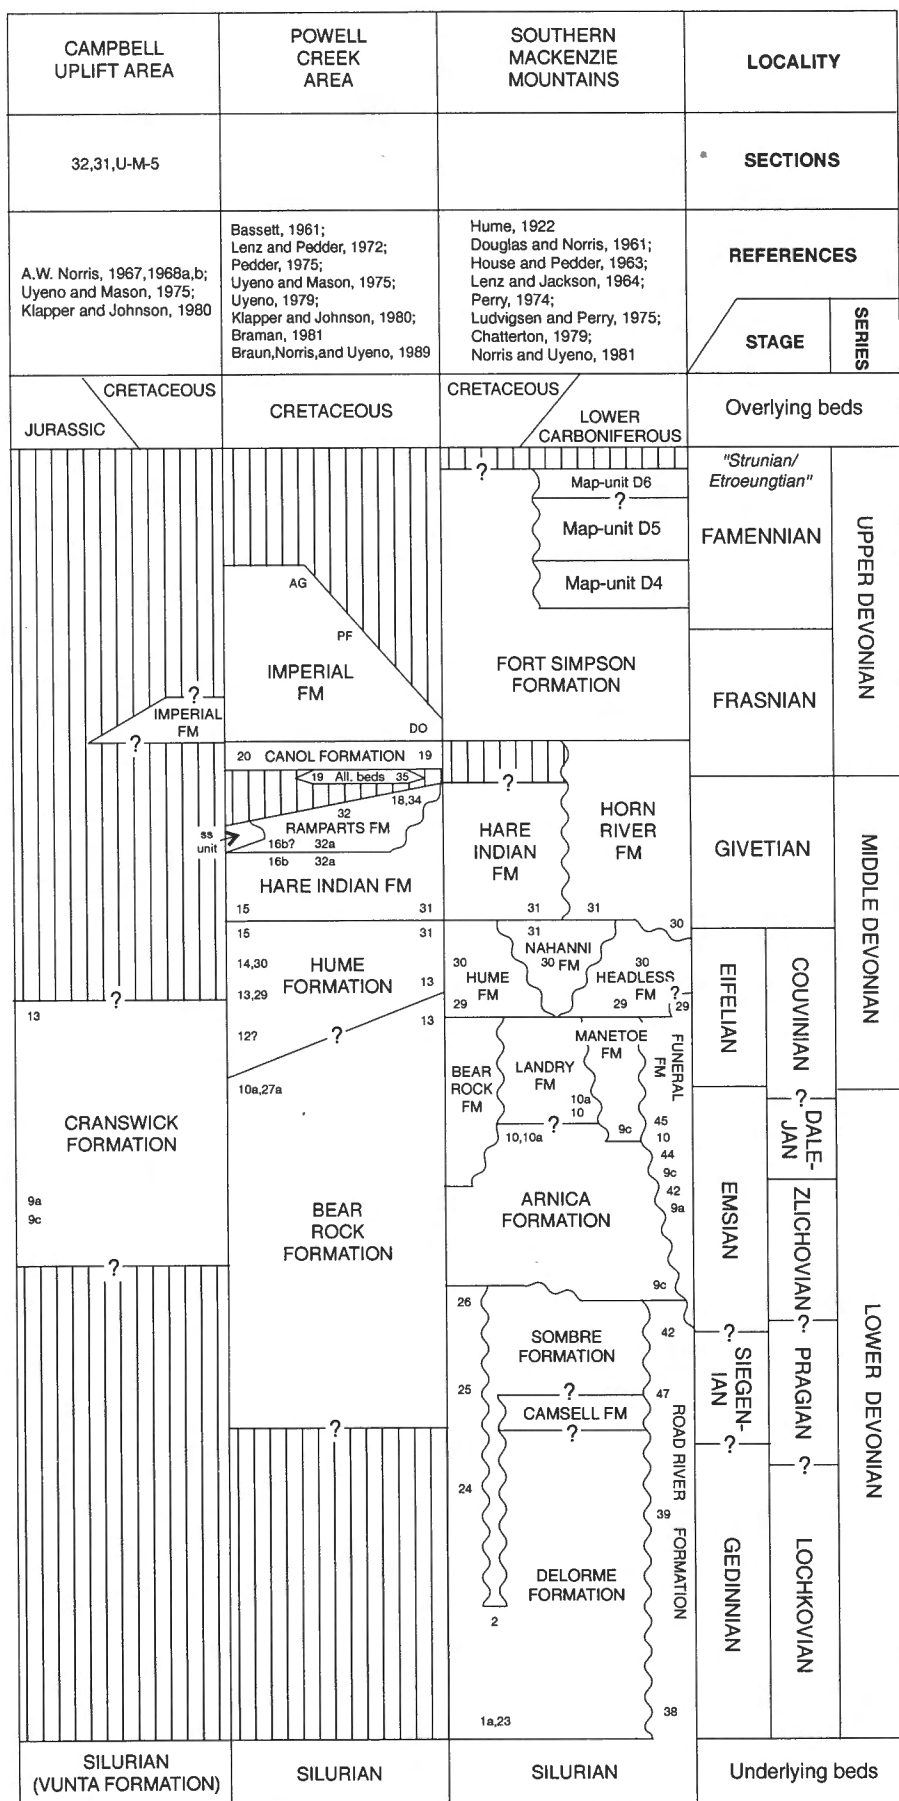 CAMPBELL
UPLIFT AREA
POWELL
CREEK
AREA
SOUTHERN
MACKENZIE
MOUNTAINS
LOCALITY
32,31,U-M-5
SECTIONS
A.W. Norris, 1967,1968a,b;
Uyeno and Mason, 1975;
Klapper and Johnson, 1980
Bassett, 1961;
Lenz and Pedder, 1972;
Pedder, 1975;
Uyeno and Mason, 1975;
Uyeno, 1979;
Klapper and Johnson, 1980;
Braman, 1981
Braun,Norris,and Uyeno, 1989
Hume, 1922
Douglas and Norris, 1961;
House and Pedder, 1963;
Lenz and Jackson, 1964;
Perry, 1974;
Ludvigsen and Perry, 1975;
Chatterton, 1979;
Norris and Uyeno, 1981
REFERENCES
STAGE
SERIES
JURASSIC
CRETACEOUS
CRETACEOUS
CRETACEOUS
LOWER
CARBONIFEROUS
Overlying beds
?
IMPERIAL
FM
?
?
13
CRANSWICK
FORMATION
9a
9c
?
AG
PF
IMPERIAL
FM
DO
20 CANOL FORMATION 19
19 All. beds 35
18,34
32
RAMPARTS FM
ss
unit
16b? 32a
16b 32a
HARE INDIAN FM
15 31
15 31
14,30
HUME
FORMATION
13
13,29
13
12?
?
10a,27a
BEAR
ROCK
FORMATION
?
?
Map-unit D6
?
Map-unit D5
Map-unit D4
FORT SIMPSON
FORMATION
?
HARE
INDIAN
FM
HORN
RIVER
FM
31 31
30
31
NAHANNI
FM
30 30 30
HUME
FM
HEADLESS
FM
?
29 29 29
BEAR
ROCK
FM
LANDRY
FM
MANETOE
FM
FUNERAL
FM
10a
10
?
10,10a
9c
45
10
44
9c
42
9a
ARNICA
FORMATION
9c
26
42
SOMBRE
FORMATION
25
?
47
CAMSELL FM
?
ROAD RIVER
FORMATION
24
39
DELORME
FORMATION
2
1a,23
38
"Strunian/
Etroeungtian"
FAMENNIAN
FRASNIAN
GIVETIAN
EIFELIAN
COUVINIAN
?
EMSIAN
DALE-
JAN
ZLICHOVIAN
?
?
SIEGEN-
IAN
PRAGIAN
?
?
GEDINNIAN
LOCHKOVIAN
UPPER DEVONIAN
MIDDLE DEVONIAN
LOWER DEVONIAN
SILURIAN
(VUNTA FORMATION)
SILURIAN
SILURIAN
Underlying beds